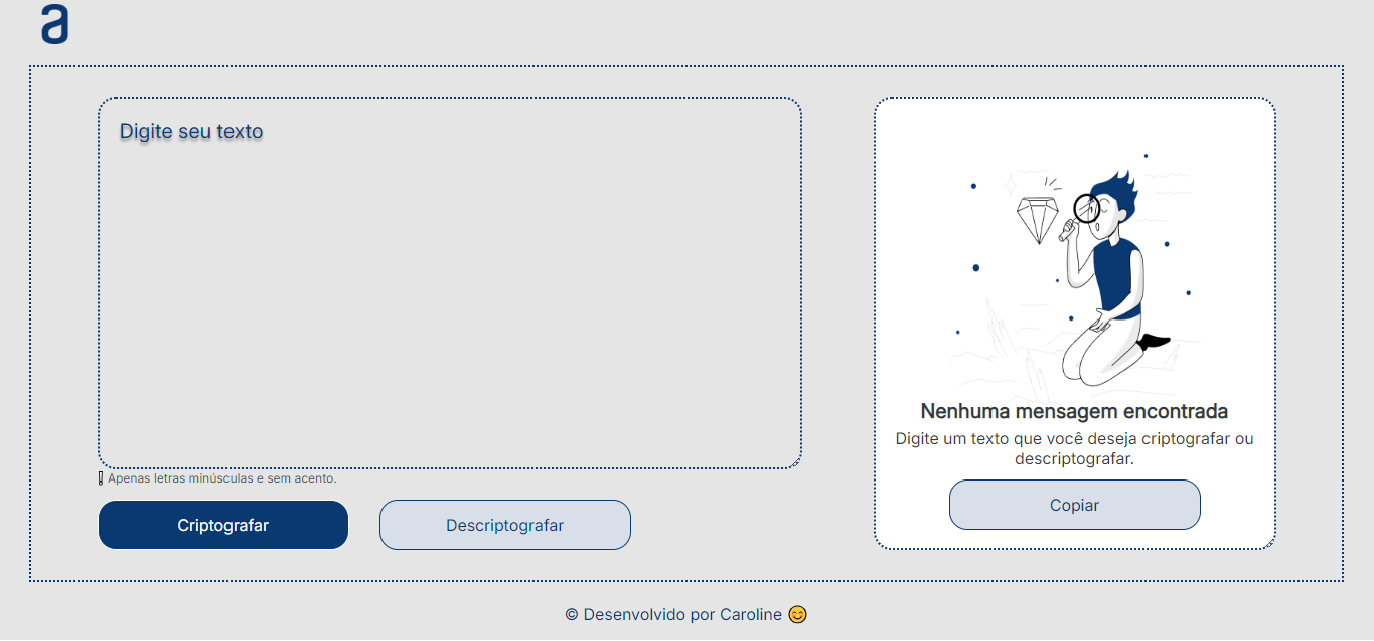 a
Digite seu texto
Apenas letras minúsculas e sem acento.
Criptografar
Descriptografar
Nenhuma mensagem encontrada
Digite um texto que você deseja criptografar ou
descriptografar.
Copiar
© Desenvolvido por Caroline 😊